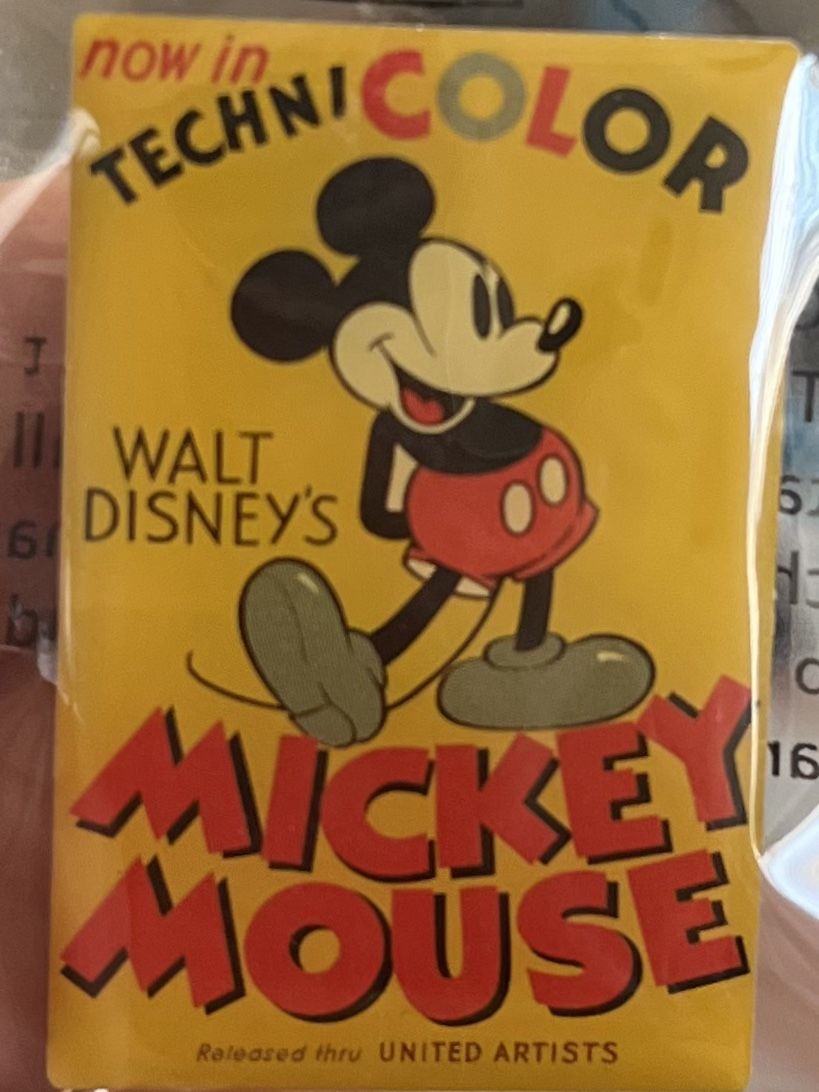 now in
TECHNICOLOR
WALT
DISNEY'S
MICKEY
MOUSE
Released thru UNITED ARTISTS